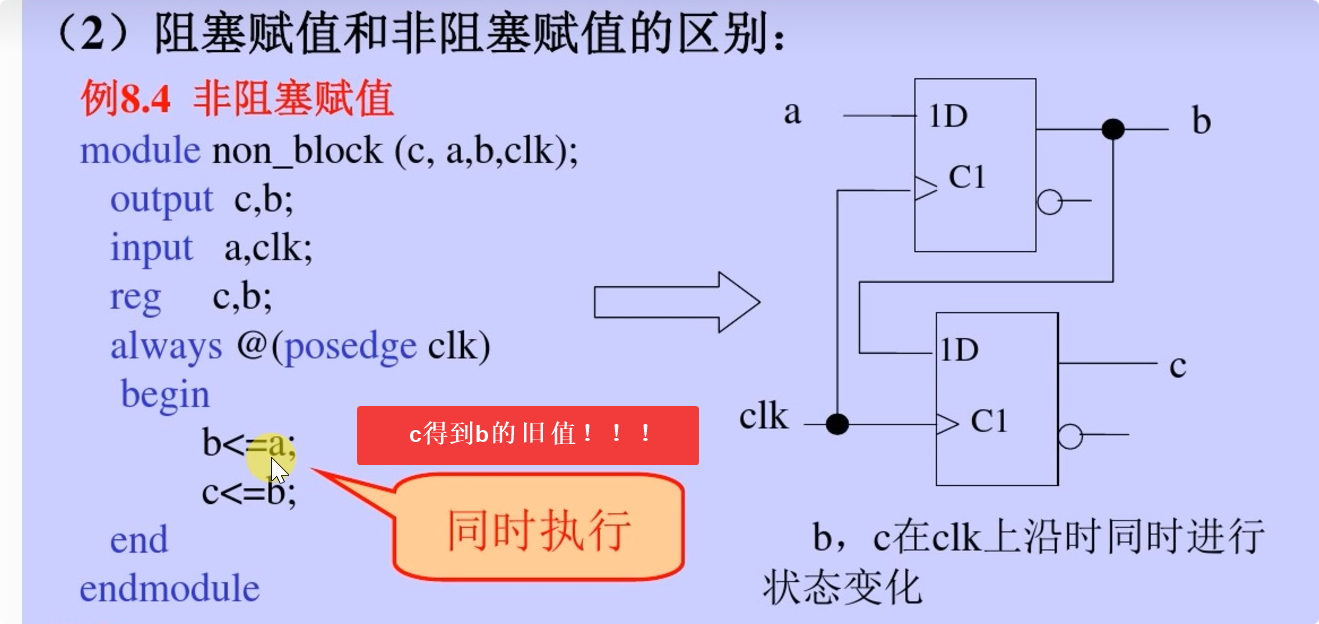 （2）阻塞赋值和非阻塞赋值的区别：
例8.4 非阻塞赋值
module non_block (c, a,b,clk);
output c,b;
input a,clk;
reg c,b;
always @(posedge clk)
begin
b<=a;
c<=b;
end
endmodule
c得到b的旧值！！！
同时执行
a
1D
C1
b
1D
C1
c
clk
b，c在clk上沿时同时进行
状态变化